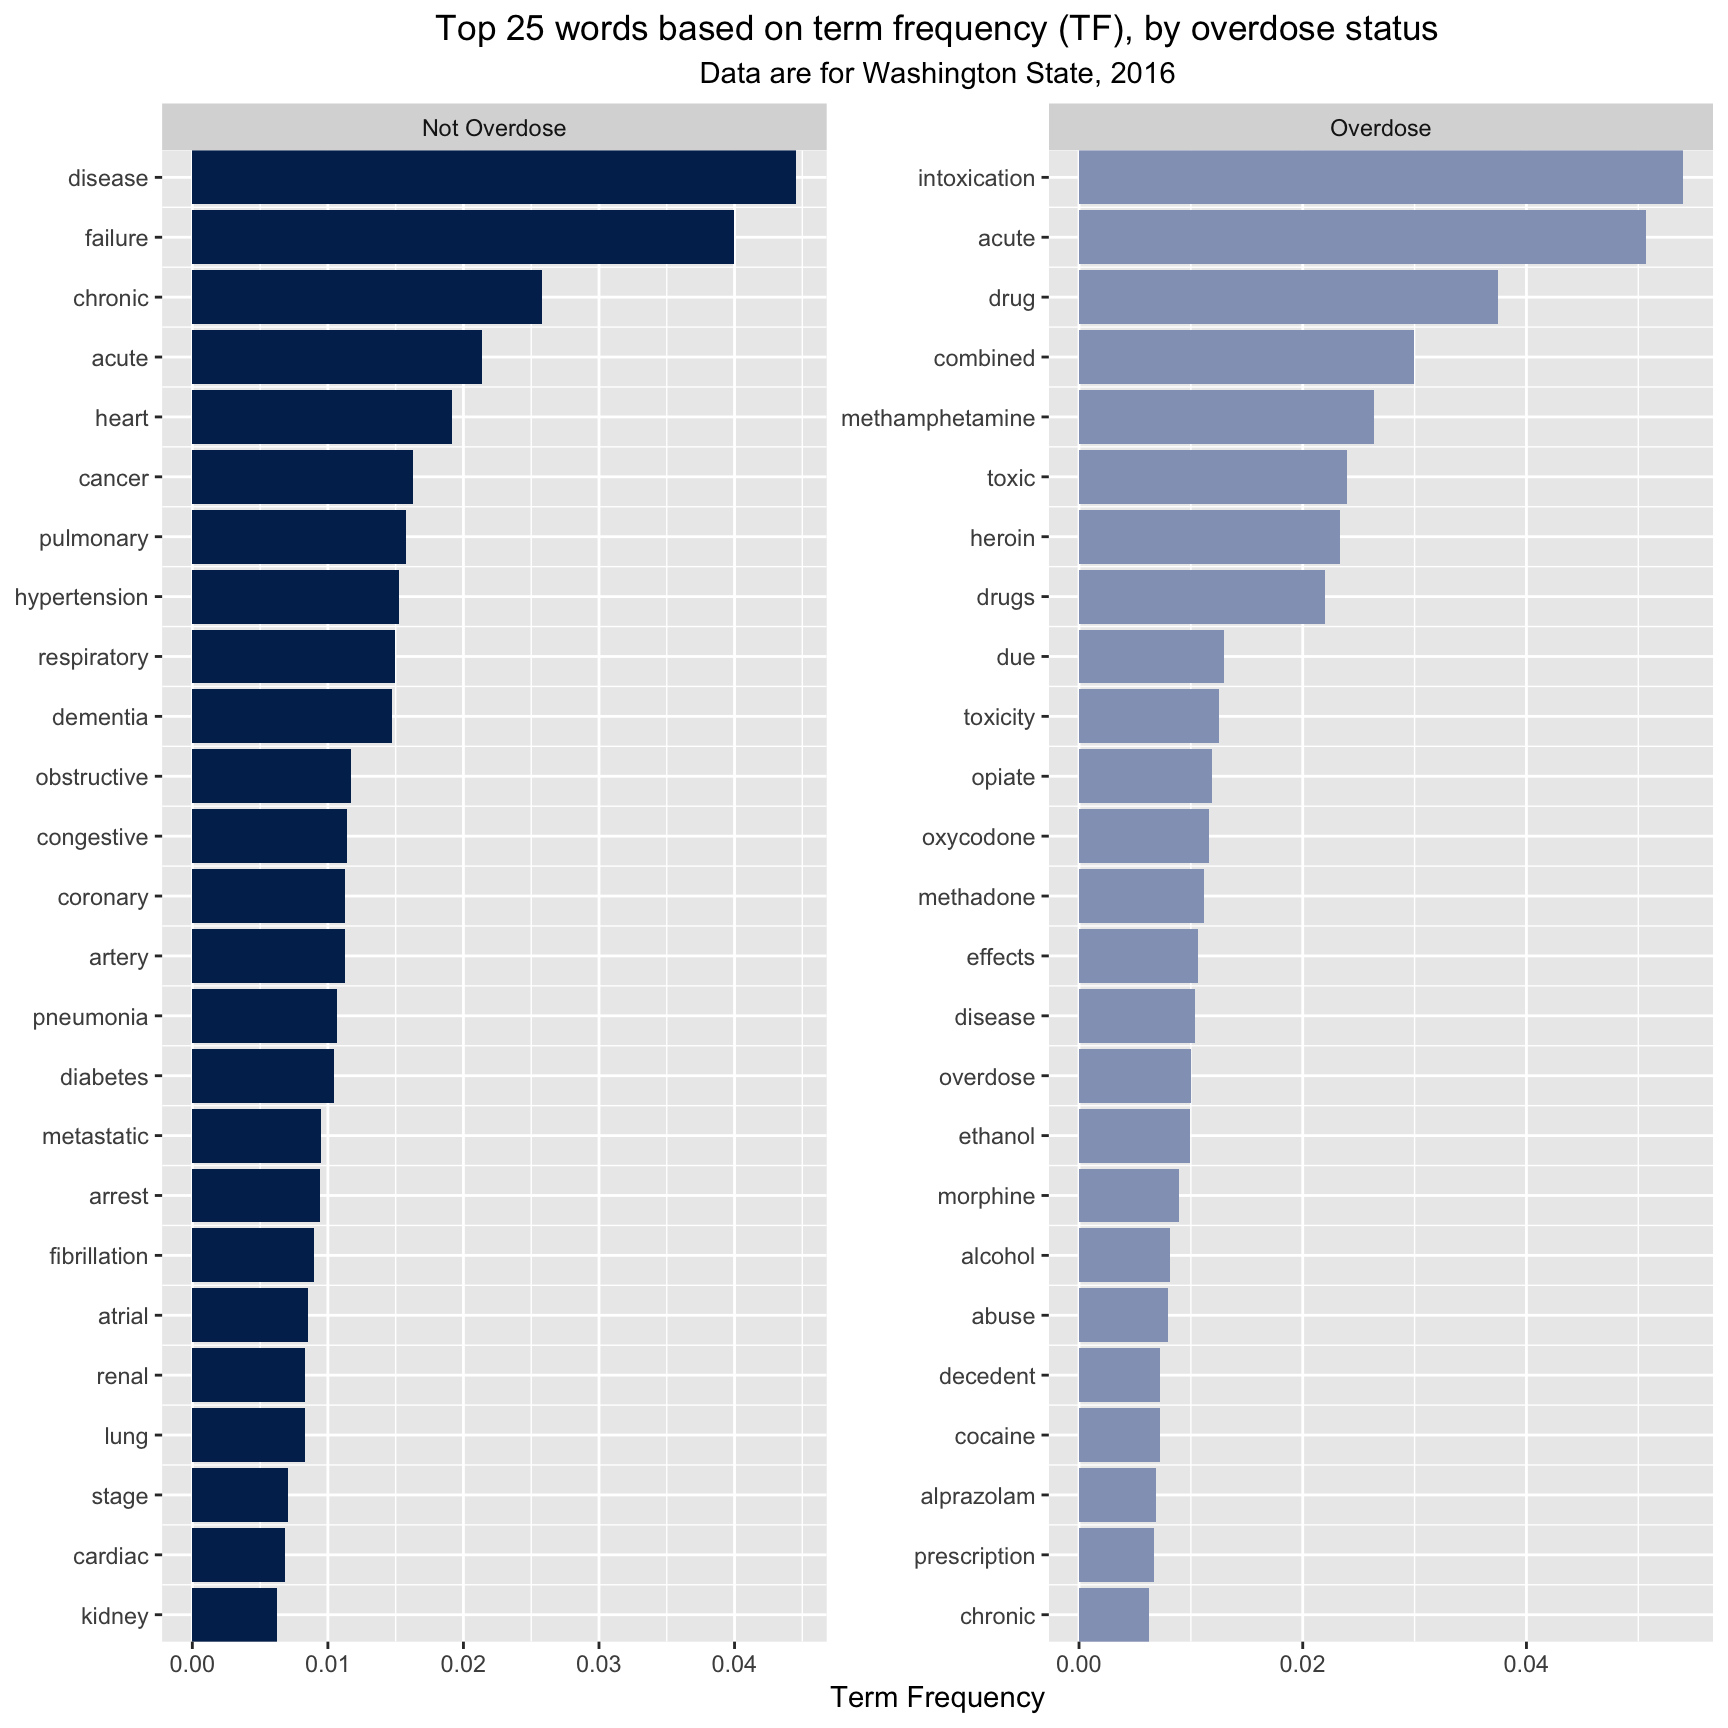 Top 25 words based on term frequency (TF), by overdose status
Data are for Washington State, 2016
Not Overdose
disease
failure
chronic
acute
heart
cancer
pulmonary
hypertension
respiratory
dementia
obstructive
congestive
coronary
artery
pneumonia
diabetes
metastatic
arrest
fibrillation
atrial
renal
lung
stage
cardiac
kidney
0.00 0.01 0.02 0.03 0.04
Overdose
intoxication
acute
drug
combined
methamphetamine
toxic
heroin
drugs
due
toxicity
opiate
oxycodone
methadone
effects
disease
overdose
ethanol
morphine
alcohol
abuse
decedent
cocaine
alprazolam
prescription
chronic
0.00 0.02 0.04
Term Frequency